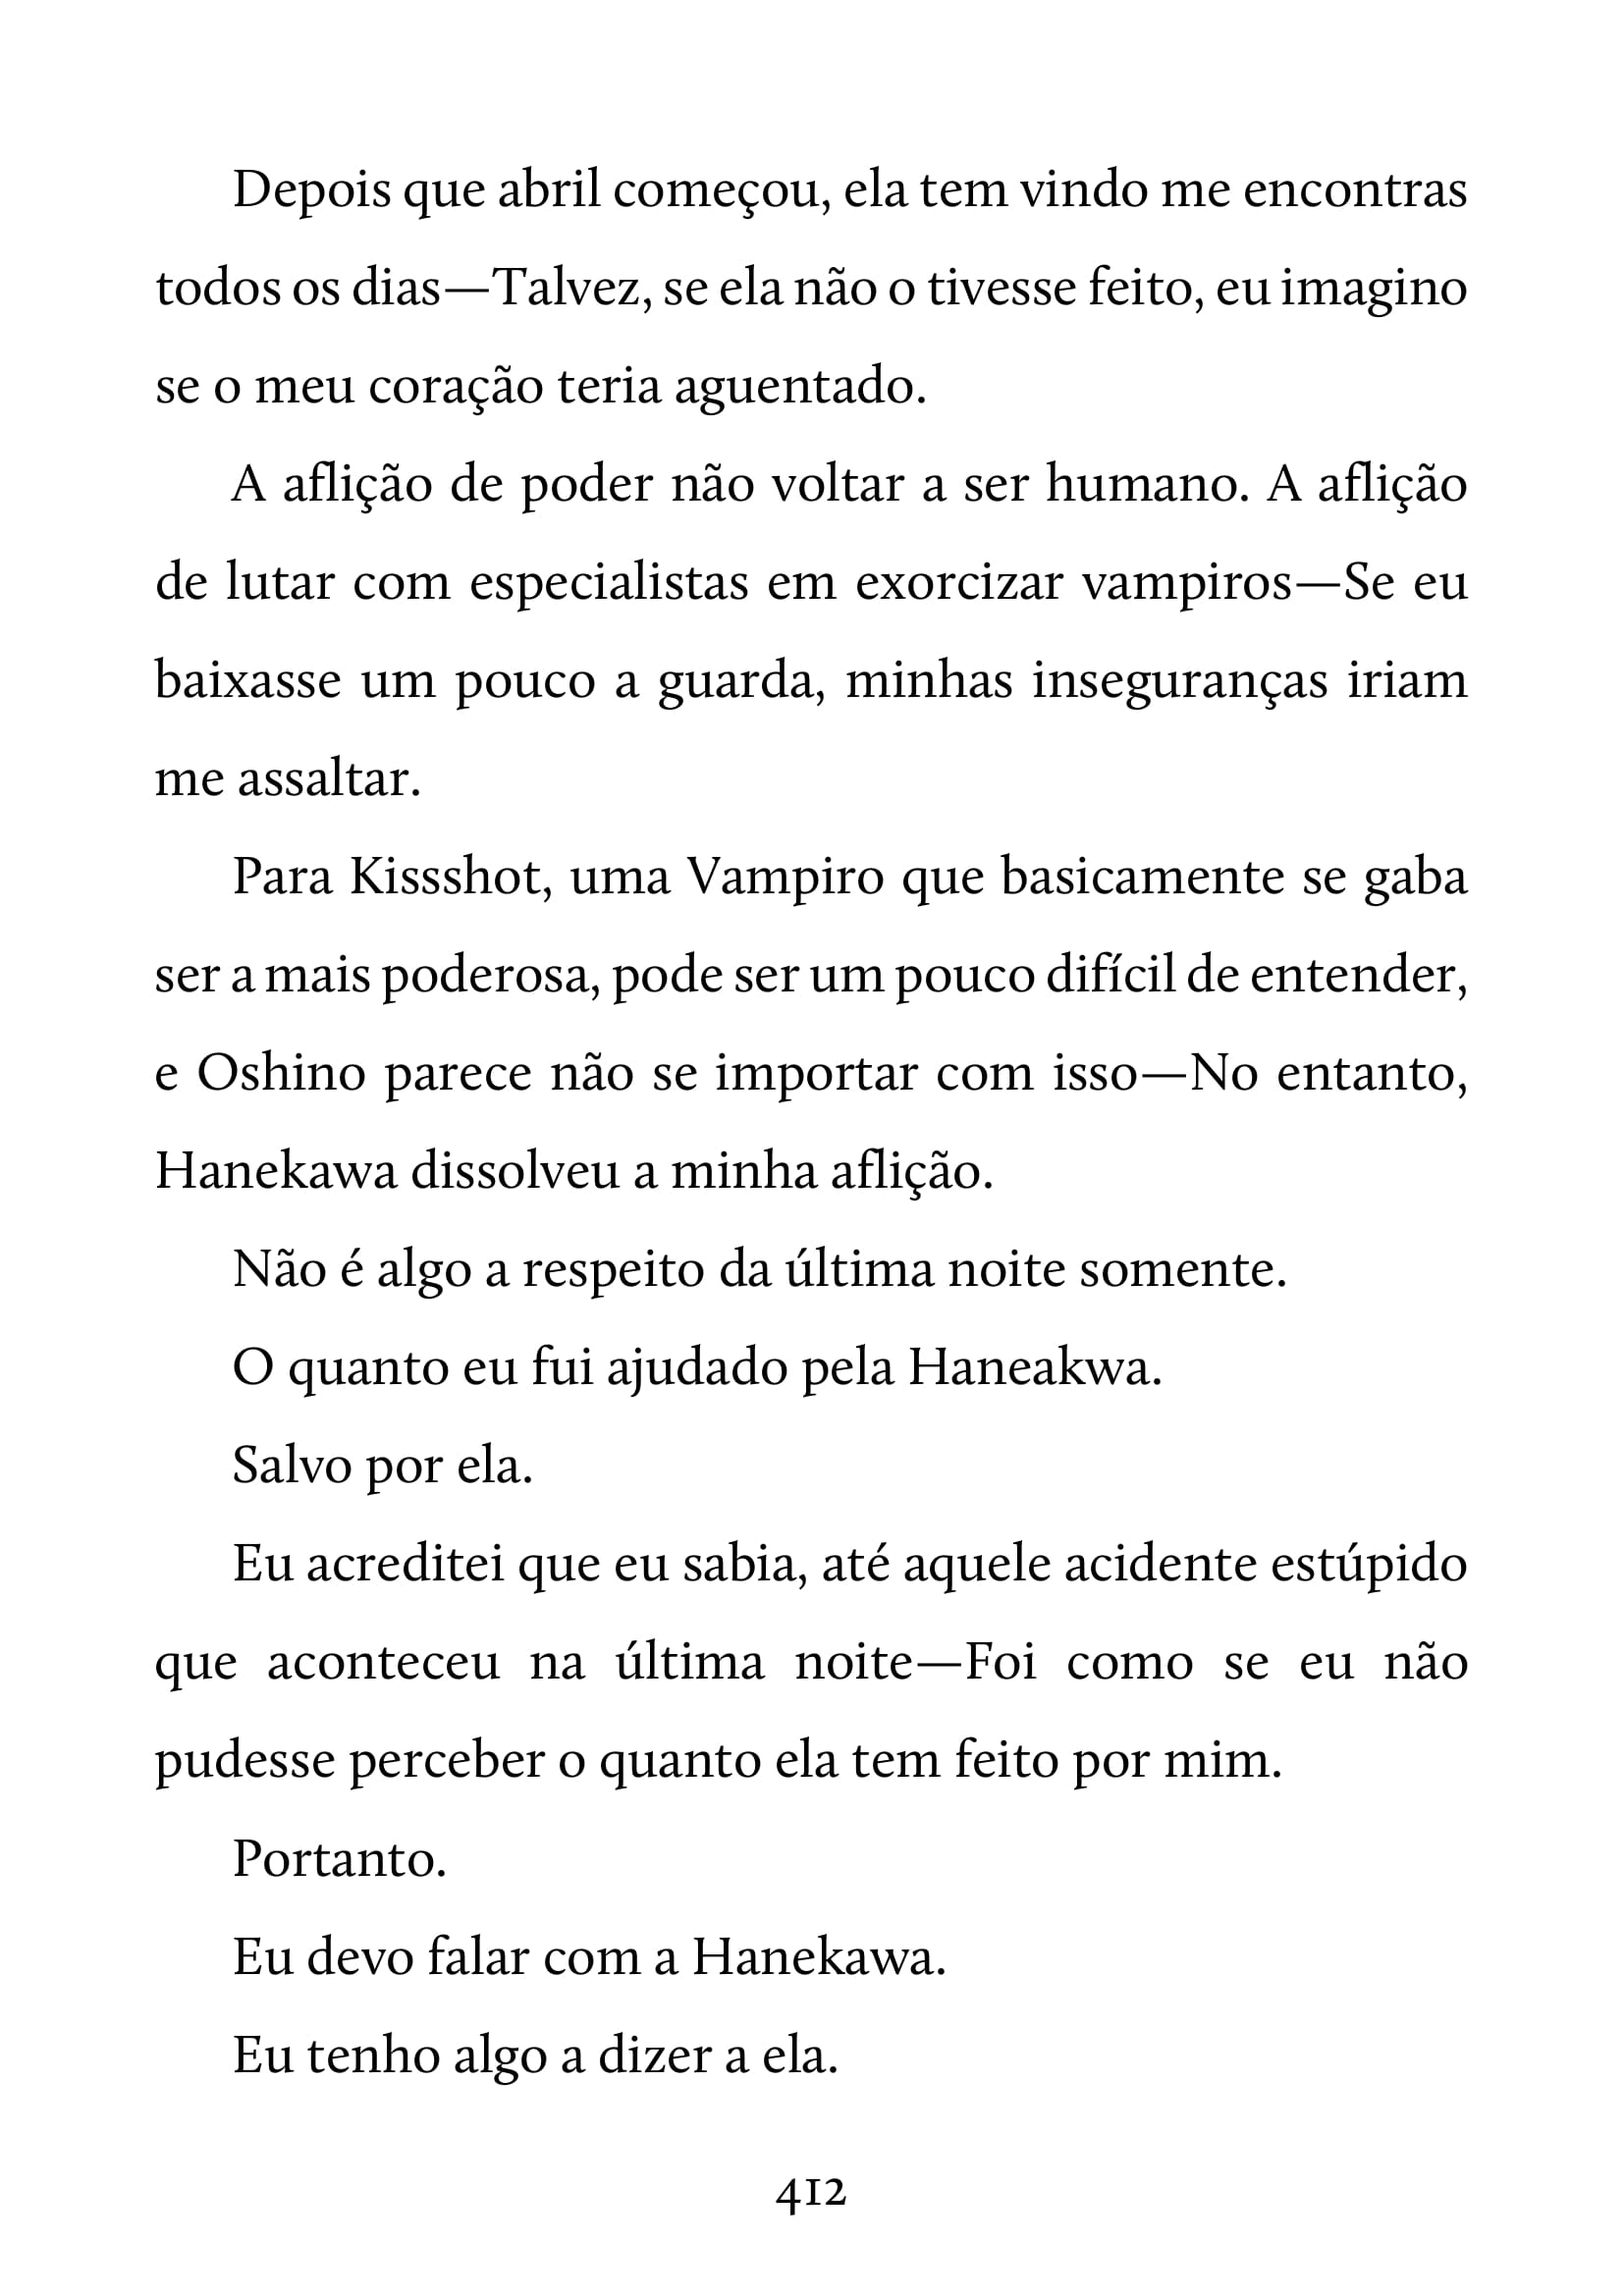 Depois que abril começou, ela tem vindo me encontras
todos os dias—Talvez, se ela não o tivesse feito, eu imagino
se o meu coração teria aguentado.
A aflição de poder não voltar a ser humano. A aflição
de lutar com especialistas em exorcizar vampiros—Se eu
baixasse um pouco a guarda, minhas inseguranças iriam
me assaltar.
Para Kissshot, uma Vampiro que basicamente se gaba
ser a mais poderosa, pode ser um pouco difícil de entender,
e Oshino parece não se importar com isso—No entanto,
Hanekawa dissolveu a minha aflição.
Não é algo a respeito da última noite somente.
O quanto eu fui ajudado pela Haneakwa.
Salvo por ela.
Eu acreditei que eu sabia, até aquele acidente estúpido
que aconteceu na última noite—Foi como se eu não
pudesse perceber o quanto ela tem feito por mim.
Portanto.
Eu devo falar com a Hanekawa.
Eu tenho algo a dizer a ela.
412